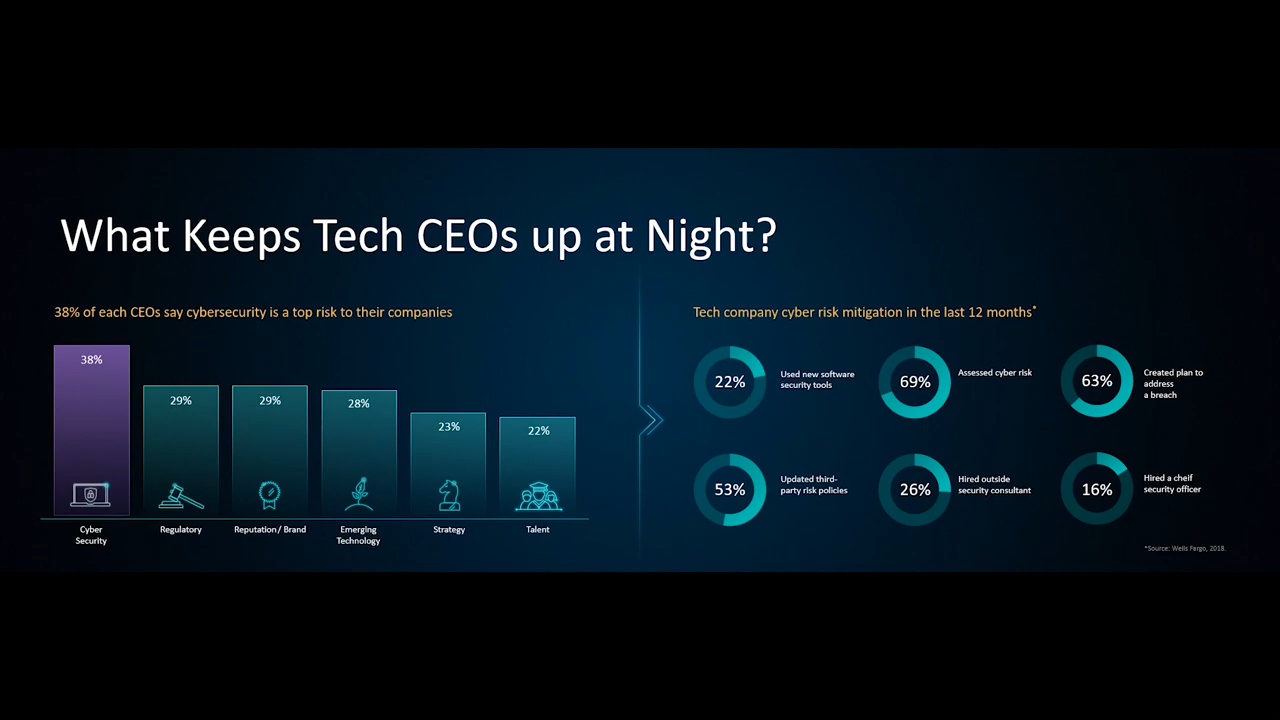 What Keeps Tech CEOs up at Night?
38% of each CEOs say cybersecurity is a top risk to their companies
38%
29%
29%
28%
23%
22%
Cyber
Security
Regulatory
Reputation / Brand
Emerging
Technology
Strategy
Talent
Tech company cyber risk mitigation in the last 12 months*
22%
Used new software
security tools
69%
Assessed cyber risk
63%
Created plan to
address
a breach
53%
Updated third-
party risk policies
26%
Hired outside
security consultant
16%
Hired a cheif
security officer
*Source: Wells Fargo, 2018.